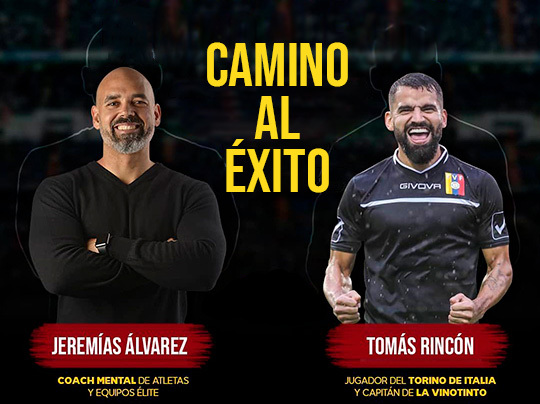 CAMINO
AL
ÉXITO
GIVOVA
FVF
JEREMÍAS ÁLVAREZ
TOMÁS RINCÓN
COACH MENTAL DE ATLETAS
Y EQUIPOS ÉLITE
JUGADOR DEL TORINO DE ITALIA
Y CAPITÁN DE LA VINOTINTO